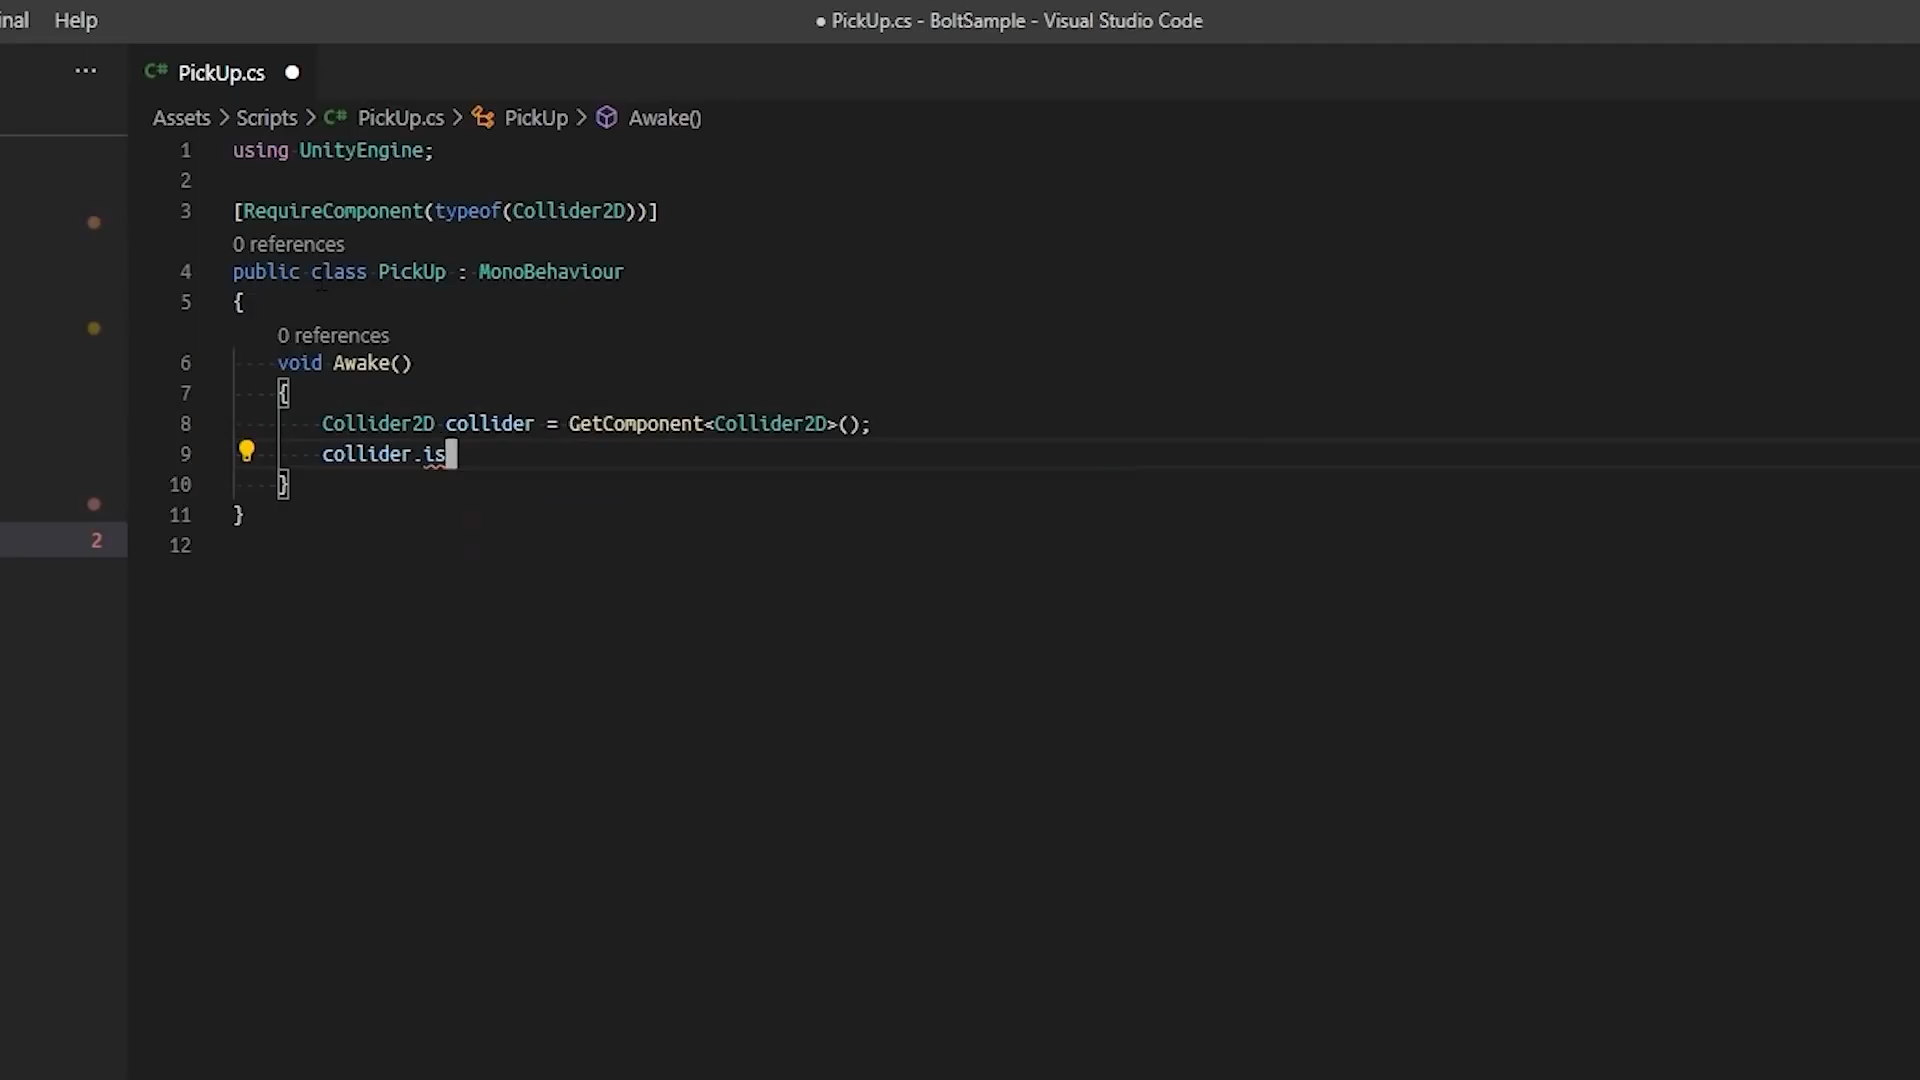 inal Help ● PickUp.cs - BoltSample - Visual Studio Code
··· C# PickUp.cs ●
Assets > Scripts > C# PickUp.cs > PickUp > Awake()
1 using UnityEngine;
2
3 [RequireComponent(typeof(Collider2D))]
0 references
4 public class PickUp : MonoBehaviour
5 {
0 references
6 void Awake()
7 {
8 Collider2D collider = GetComponent<Collider2D>();
9 collider.is
10 }
2
11 }
12